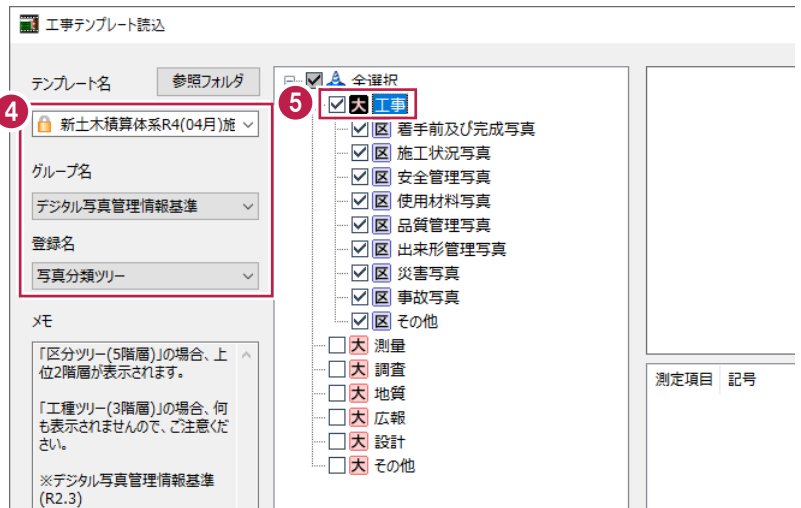 工事テンプレート読込
テンプレート名
参照フォルダ
4
新土木積算体系R4(04月)施
グループ名
デジタル写真管理情報基準
登録名
写真分類ツリー
メモ
「区分ツリー(5階層)」の場合、上
位2階層が表示されます。
「工種ツリー(3階層)」の場合、何
も表示されませんので、ご注意くだ
さい。
※デジタル写真管理情報基準
(R2.3)
全選択
5
大 工事
区 着手前及び完成写真
区 施工状況写真
区 安全管理写真
区 使用材料写真
区 品質管理写真
区 出来形管理写真
区 災害写真
区 事故写真
区 その他
大 測量
大 調査
大 地質
大 広報
大 設計
大 その他
測定項目 記号